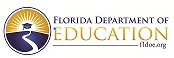 FLORIDA DEPARTMENT OF
EDUCATION
fldoe.org